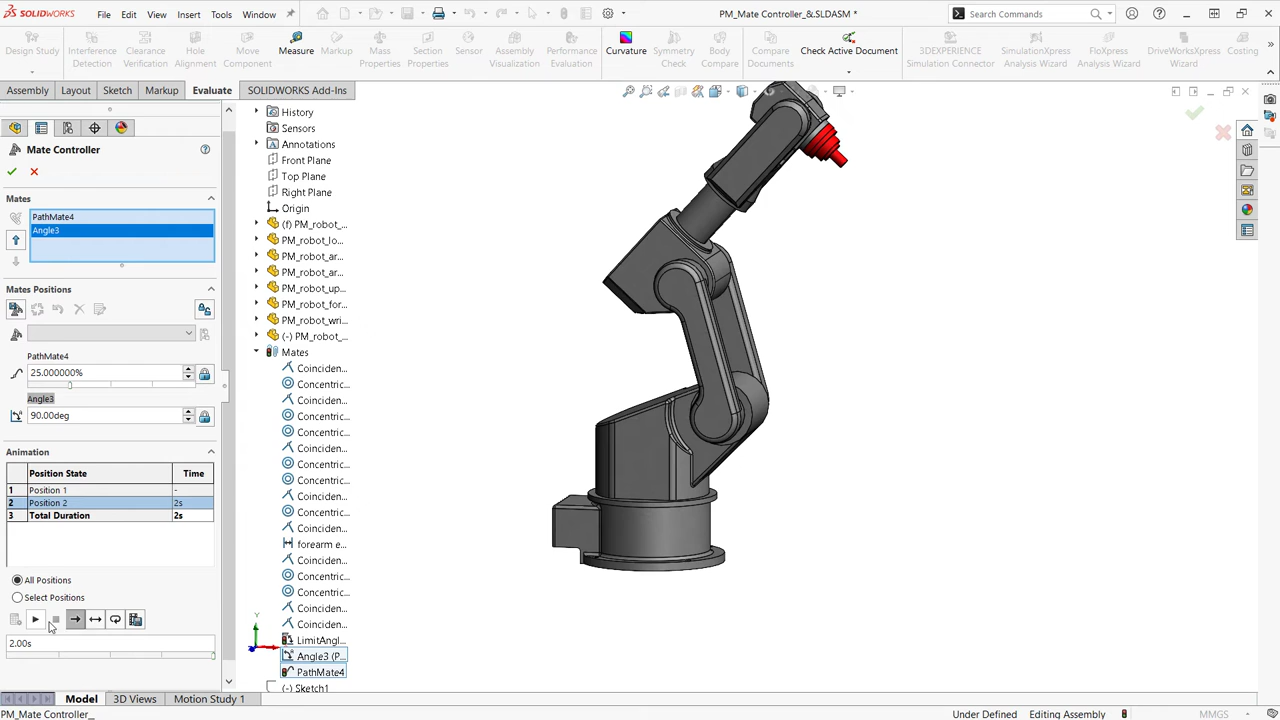 SOLIDWORKS File Edit View Insert Tools Window PM_Mate Controller_&.SLDASM * Search Commands
Design Study
Interference Detection
Clearance Verification
Hole Alignment
Move Component
Measure
Markup
Mass Properties
Section Properties
Sensor
Assembly Visualization
Performance Evaluation
Curvature
Symmetry Check
Body Compare
Compare Documents
Check Active Document
3DEXPERIENCE Simulation Connector
SimulationXpress Analysis Wizard
FloXpress Analysis Wizard
DriveWorksXpress Wizard
Costing
Assembly Layout Sketch Markup Evaluate SOLIDWORKS Add-Ins
Mate Controller
Mates
PathMate4
Angle3
Mates Positions
PathMate4
25.000000%
Angle3
90.00deg
Animation
Position State Time
1 Position 1 -
2 Position 2 2s
3 Total Duration 2s
All Positions
Select Positions
2.00s
History
Sensors
Annotations
Front Plane
Top Plane
Right Plane
Origin
(f) PM_robot_...
PM_robot_lo...
PM_robot_ar...
PM_robot_ar...
PM_robot_up...
PM_robot_for...
PM_robot_wri...
(-) PM_robot_...
Mates
Coinciden...
Concentric...
Coinciden...
Concentric...
Concentric...
Coinciden...
Concentric...
Concentric...
Coinciden...
Concentric...
Coinciden...
forearm e...
Coinciden...
Concentric...
Concentric...
Coinciden...
Coinciden...
LimitAngl...
Angle3 (P...
PathMate4
(-) Sketch1
Y
Model 3D Views Motion Study 1
PM_Mate Controller_ Under Defined Editing Assembly MMGS